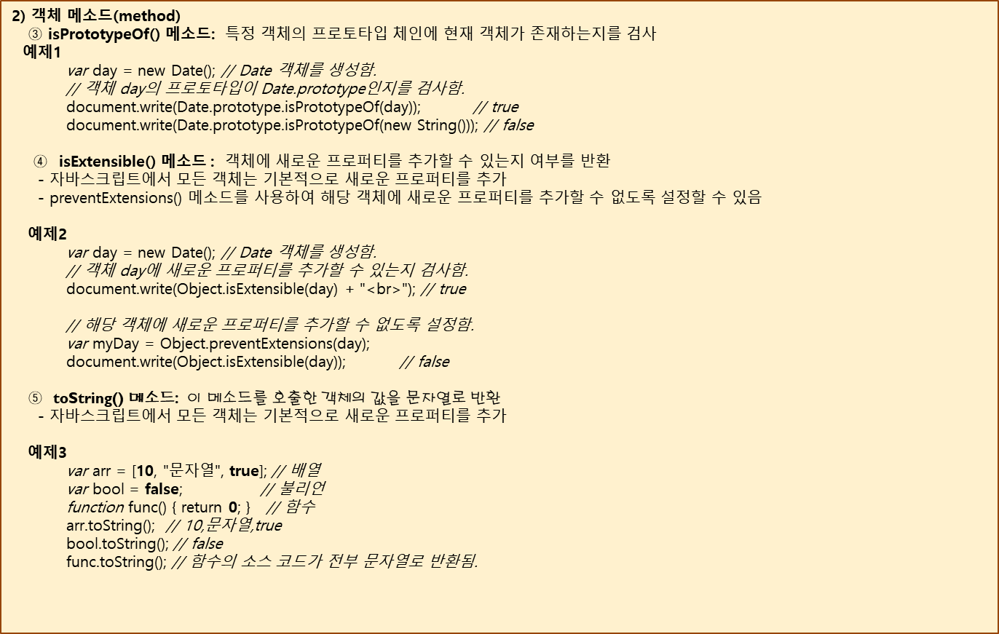 2) 객체 메소드(method)
③ isPrototypeOf() 메소드: 특정 객체의 프로토타입 체인에 현재 객체가 존재하는지를 검사
예제1
var day = new Date(); // Date 객체를 생성함.
// 객체 day의 프로토타입이 Date.prototype인지를 검사함.
document.write(Date.prototype.isPrototypeOf(day)); // true
document.write(Date.prototype.isPrototypeOf(new String())); // false
④ isExtensible() 메소드 : 객체에 새로운 프로퍼티를 추가할 수 있는지 여부를 반환
- 자바스크립트에서 모든 객체는 기본적으로 새로운 프로퍼티를 추가
- preventExtensions() 메소드를 사용하여 해당 객체에 새로운 프로퍼티를 추가할 수 없도록 설정할 수 있음
예제2
var day = new Date(); // Date 객체를 생성함.
// 객체 day에 새로운 프로퍼티를 추가할 수 있는지 검사함.
document.write(Object.isExtensible(day) + "<br>"); // true
// 해당 객체에 새로운 프로퍼티를 추가할 수 없도록 설정함.
var myDay = Object.preventExtensions(day);
document.write(Object.isExtensible(day)); // false
⑤ toString() 메소드: 이 메소드를 호출한 객체의 값을 문자열로 반환
- 자바스크립트에서 모든 객체는 기본적으로 새로운 프로퍼티를 추가
예제3
var arr = [10, "문자열", true]; // 배열
var bool = false; // 불리언
function func() { return 0; } // 함수
arr.toString(); // 10,문자열,true
bool.toString(); // false
func.toString(); // 함수의 소스 코드가 전부 문자열로 반환됨.